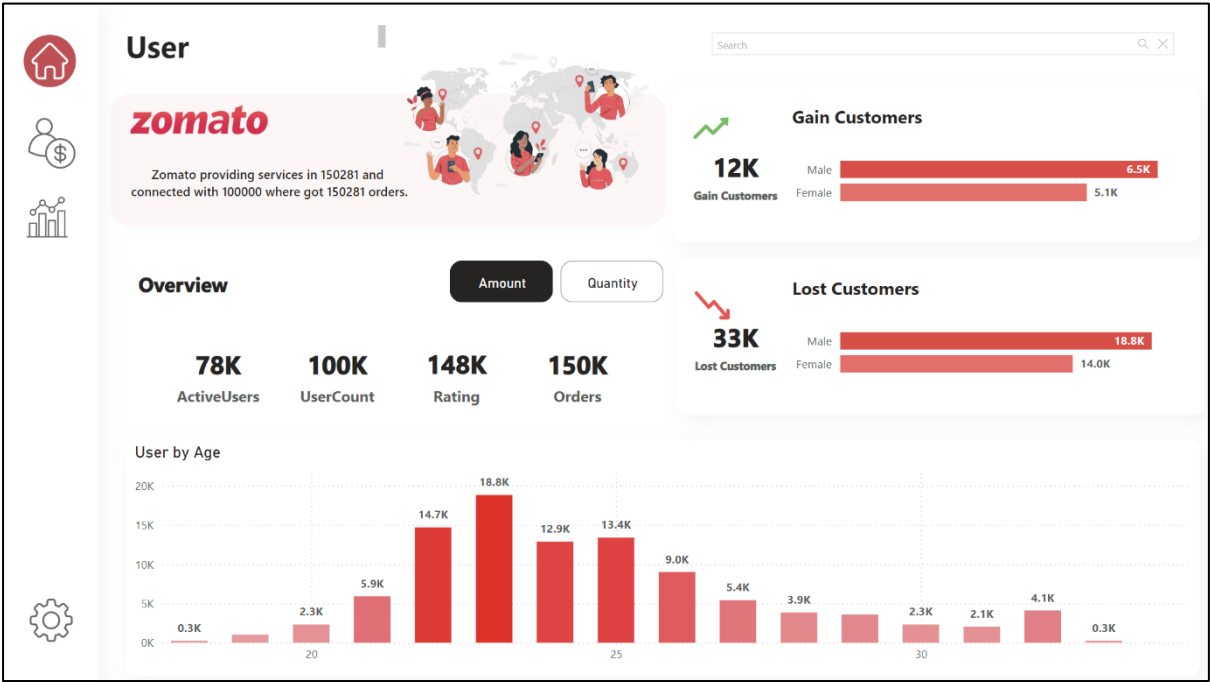 User
Search
zomato
Zomato providing services in 150281 and
connected with 100000 where got 150281 orders.
Gain Customers
12K
Gain Customers
Male
6.5K
Female
5.1K
Overview
Amount
Quantity
Lost Customers
33K
Lost Customers
Male
18.8K
Female
14.0K
78K
ActiveUsers
100K
UserCount
148K
Rating
150K
Orders
User by Age
20K
15K
10K
5K
0K
0.3K
2.3K
5.9K
14.7K
18.8K
12.9K
13.4K
9.0K
5.4K
3.9K
2.3K
2.1K
4.1K
0.3K
20
25
30